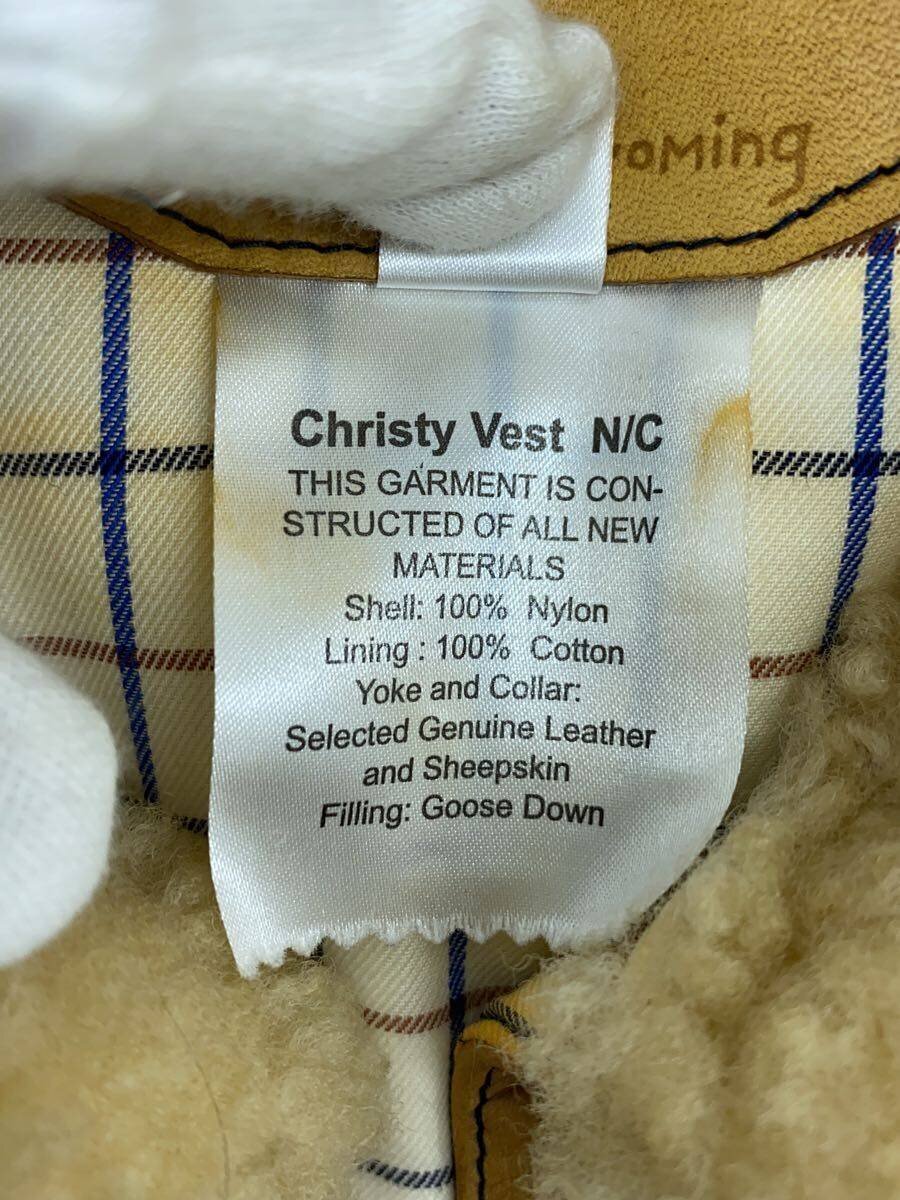 Christy Vest N/C
THIS GARMENT IS CON-
STRUCTED OF ALL NEW
MATERIALS
Shell: 100% Nylon
Lining : 100% Cotton
Yoke and Collar:
Selected Genuine Leather
and Sheepskin
Filling: Goose Down